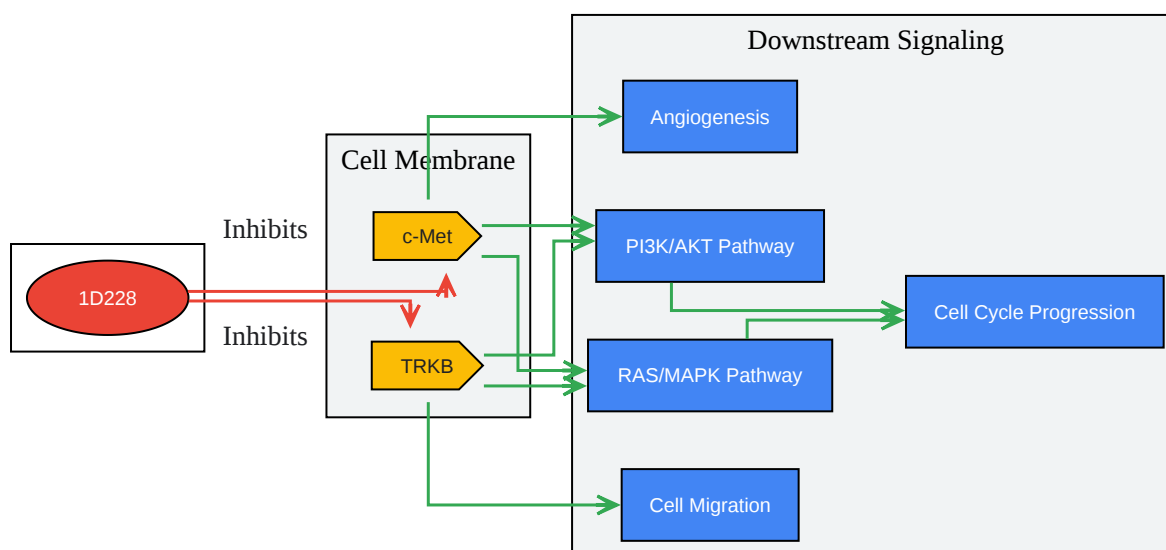 Downstream Signaling
Angiogenesis
Cell Membrane
Inhibits
c-Met
PI3K/AKT Pathway
1D228
Cell Cycle Progression
Inhibits
TRKB
RAS/MAPK Pathway
Cell Migration